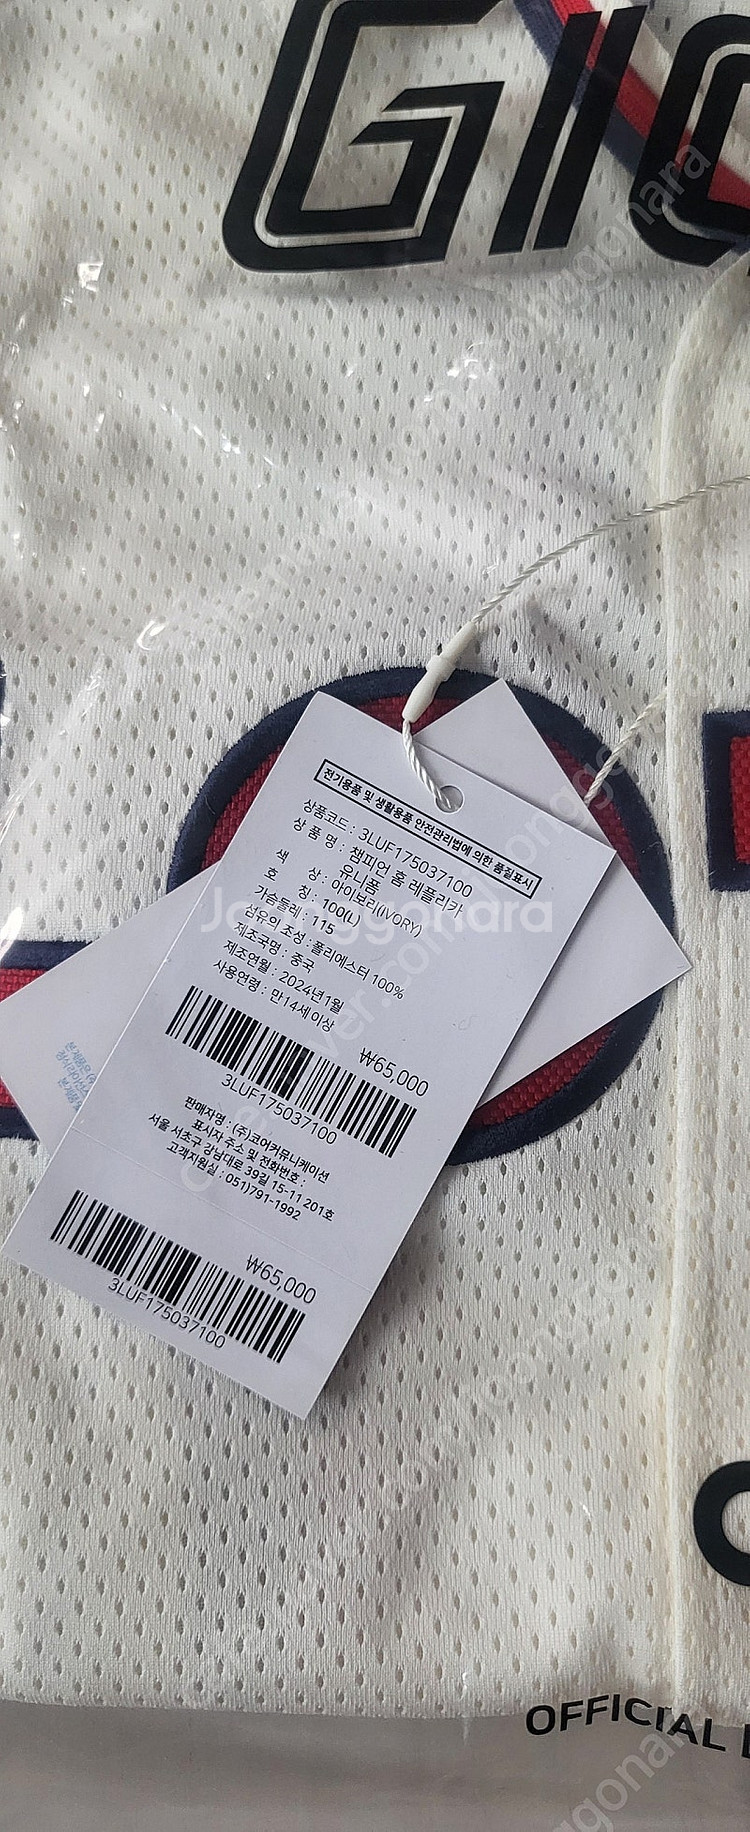 GIO
전기용품 및 생활용품 안전관리법에 의한 품질표시
상품코드 : 3LUF175037100
상 품 명 : 챔피언 홈 레플리카
유니폼
색 상 : 아이보리(IVORY)
호 칭 : 100(L)
가슴둘레 : 115
섬유의 조성 : 폴리에스터 100%
제조국명 : 중국
제조연월 : 2024년 1월
사용연령 : 만 14세 이상
₩65,000
3LUF175037100
판매자명 : (주)코어커뮤니케이션
표시자 주소 및 전화번호 :
서울 서초구 강남대로 39길 15-11 201호
고객지원실 : 051)791-1992
₩65,000
3LUF175037100
OFFICIAL
Joonggonara